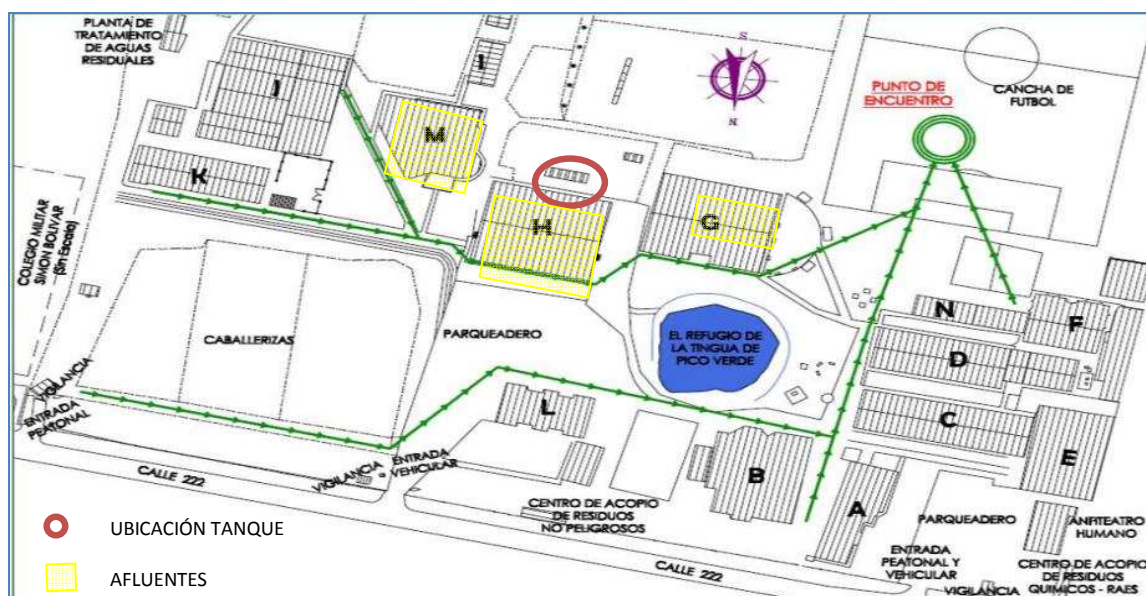 PLANTA DE
TRATAMIENTO
DE AGUAS
RESIDUALES
J
I
S
N
PUNTO DE
ENCUENTRO
CANCHA DE
FUTBOL
M
K
H
G
COLEGIO MILITAR
SIMON BOLIVAR
(Sin Escala)
CABALLERIZAS
PARQUEADERO
EL REFUGIO DE
LA TINGUA DE
PICO VERDE
N
F
D
C
L
B
E
A
VIGILANCIA
ENTRADA
PEATONAL
CALLE 222
VIGILANCIA
ENTRADA
VEHICULAR
CENTRO DE ACOPIO
DE RESIDUOS
NO PELIGROSOS
CALLE 222
PARQUEADERO
ANFITEATRO
HUMANO
ENTRADA
PEATONAL Y
VEHICULAR
CENTRO DE ACOPIO
DE RESIDUOS
QUIMICOS - RAES
VIGILANCIA
UBICACIÓN TANQUE
AFLUENTES